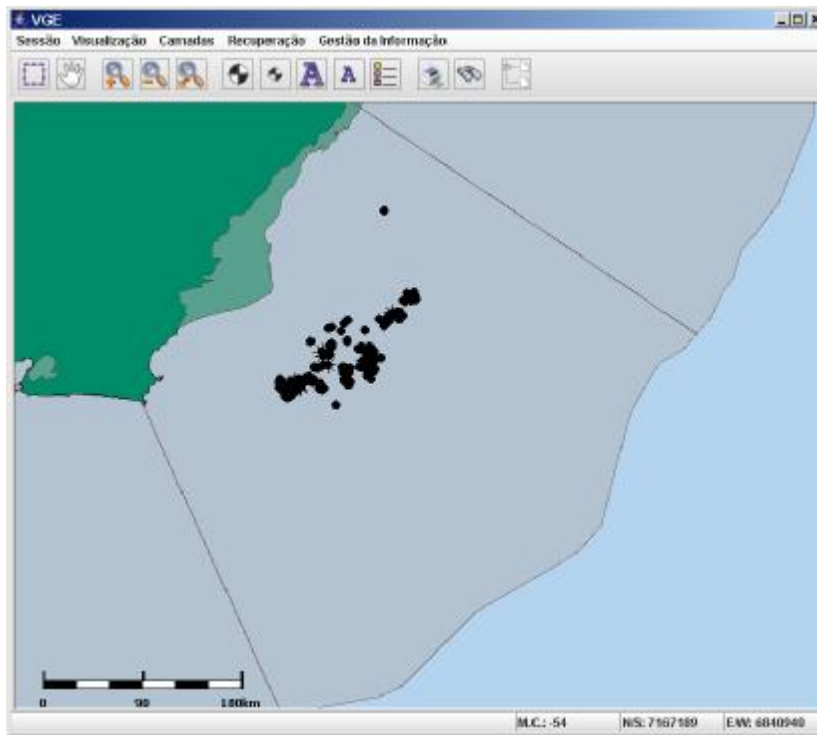 VGE
Sessão Visualização Camadas Recuperação Gestão da Informação
A A
0 90 180km
M.C.: -54 N/S: 7167189 E/W: 6840940